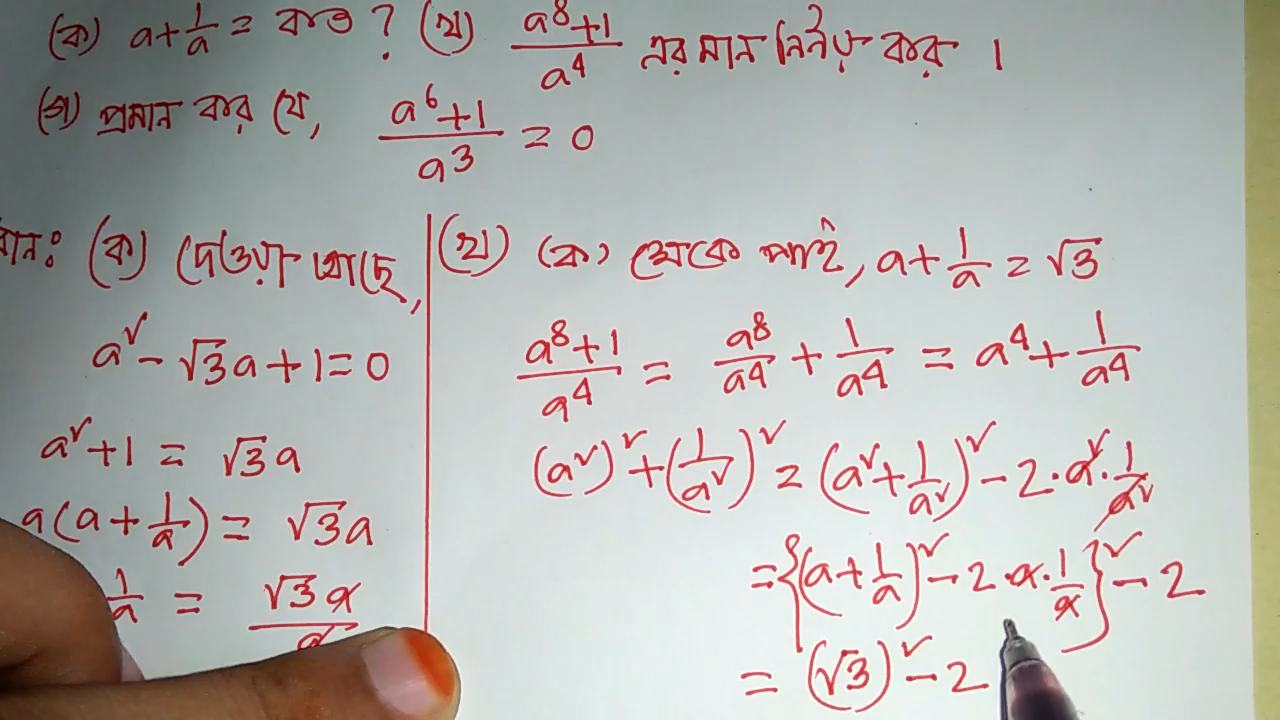 (ক) a + 1/a = কত ? (খ) (a⁸+1)/a⁴ এর মান নির্নয় কর ।
(গ) প্রমান কর যে, (a⁶+1)/a³ = 0
ধান: (ক) দেওয়া আছে,
a² - √3a + 1 = 0
a² + 1 = √3a
a(a + 1/a) = √3a
1/a = √3a/a
(খ) (ক) থেকে পাই, a + 1/a = √3
(a⁸+1)/a⁴ = a⁸/a⁴ + 1/a⁴ = a⁴ + 1/a⁴
(a²)² + (1/a²)² = (a² + 1/a²)² - 2·a²·1/a²
= {(a + 1/a)² - 2·a·1/a}² - 2
= (√3)² - 2